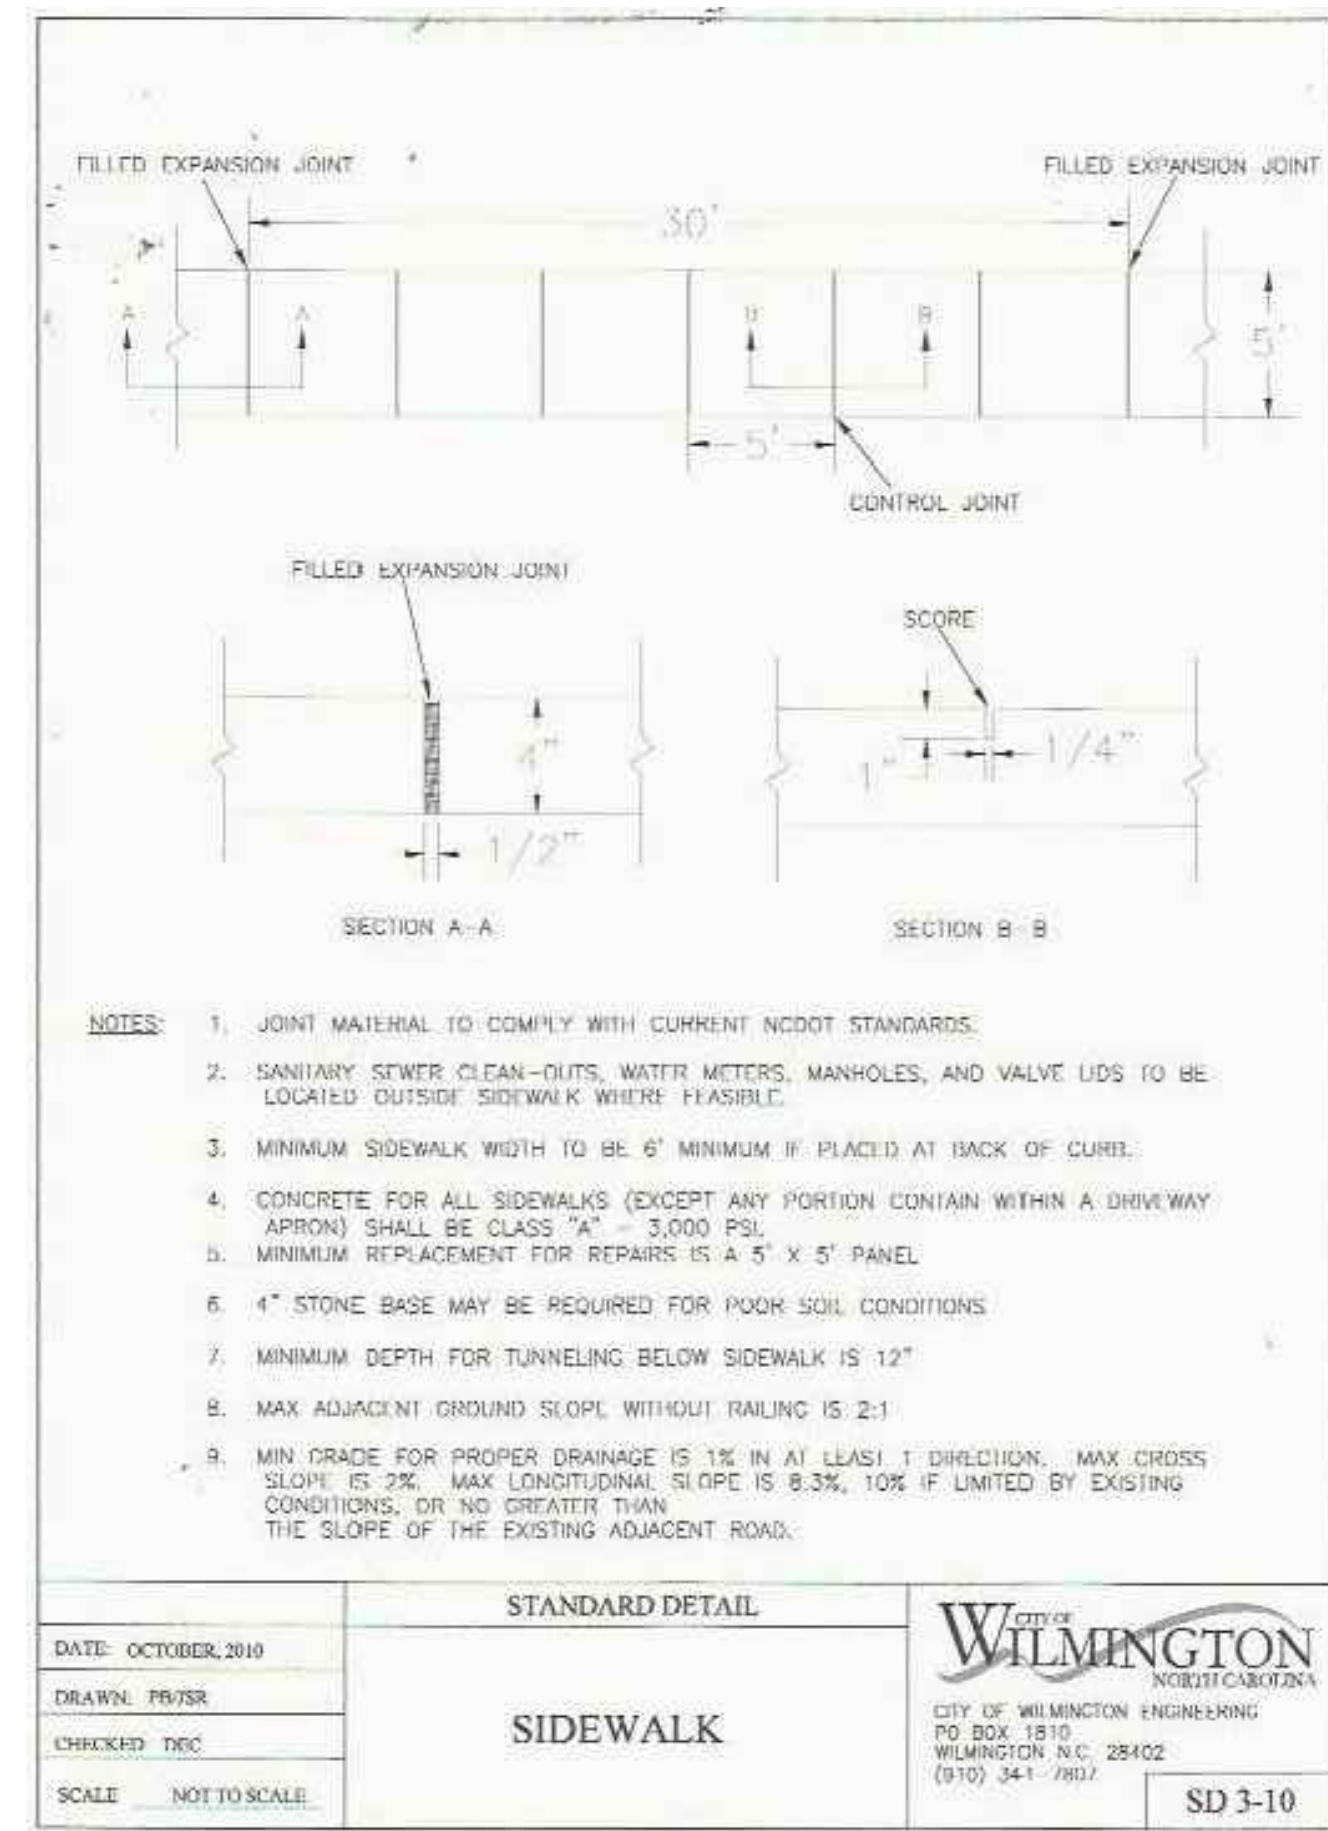 FILLED EXPANSION JOINT
FILLED EXPANSION JOINT
30'
A
A
B
B
5'
5'
CONTROL JOINT
FILLED EXPANSION JOINT
SCORE
4"
1/2"
1"
1/4"
SECTION A-A
SECTION B-B
NOTES:
1. JOINT MATERIAL TO COMPLY WITH CURRENT NCDOT STANDARDS.
2. SANITARY SEWER CLEAN-OUTS, WATER METERS, MANHOLES, AND VALVE LIDS TO BE
LOCATED OUTSIDE SIDEWALK WHERE FEASIBLE.
3. MINIMUM SIDEWALK WIDTH TO BE 6' MINIMUM IF PLACED AT BACK OF CURB.
4. CONCRETE FOR ALL SIDEWALKS (EXCEPT ANY PORTION CONTAIN WITHIN A DRIVEWAY
APRON) SHALL BE CLASS "A" - 3,000 PSI.
5. MINIMUM REPLACEMENT FOR REPAIRS IS A 5' X 5' PANEL
6. 4" STONE BASE MAY BE REQUIRED FOR POOR SOIL CONDITIONS
7. MINIMUM DEPTH FOR TUNNELING BELOW SIDEWALK IS 12"
8. MAX ADJACENT GROUND SLOPE WITHOUT RAILING IS 2:1
9. MIN GRADE FOR PROPER DRAINAGE IS 1% IN AT LEAST 1 DIRECTION. MAX CROSS
SLOPE IS 2%. MAX LONGITUDINAL SLOPE IS 8.3%, 10% IF LIMITED BY EXISTING
CONDITIONS, OR NO GREATER THAN
THE SLOPE OF THE EXISTING ADJACENT ROAD.
STANDARD DETAIL
DATE: OCTOBER, 2010
DRAWN: PB/JSR
CHECKED DEC
SCALE NOT TO SCALE
SIDEWALK
CITY OF
WILMINGTON
NORTH CAROLINA
CITY OF WILMINGTON ENGINEERING
PO BOX 1810
WILMINGTON N.C. 28402
(910) 341-7807
SD 3-10